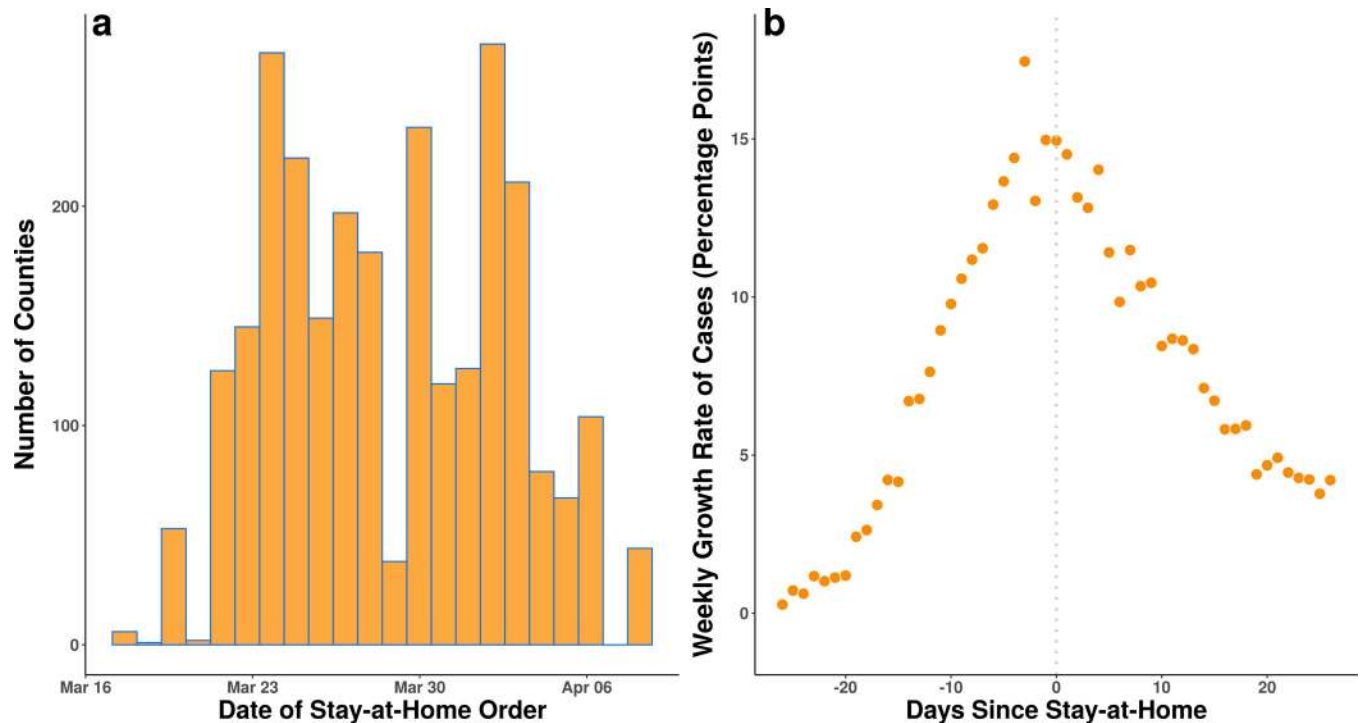 a
Number of Counties
200
100
0
Mar 16
Mar 23
Mar 30
Apr 06
Date of Stay-at-Home Order
b
Weekly Growth Rate of Cases (Percentage Points)
15
10
5
0
-20
-10
0
10
20
Days Since Stay-at-Home